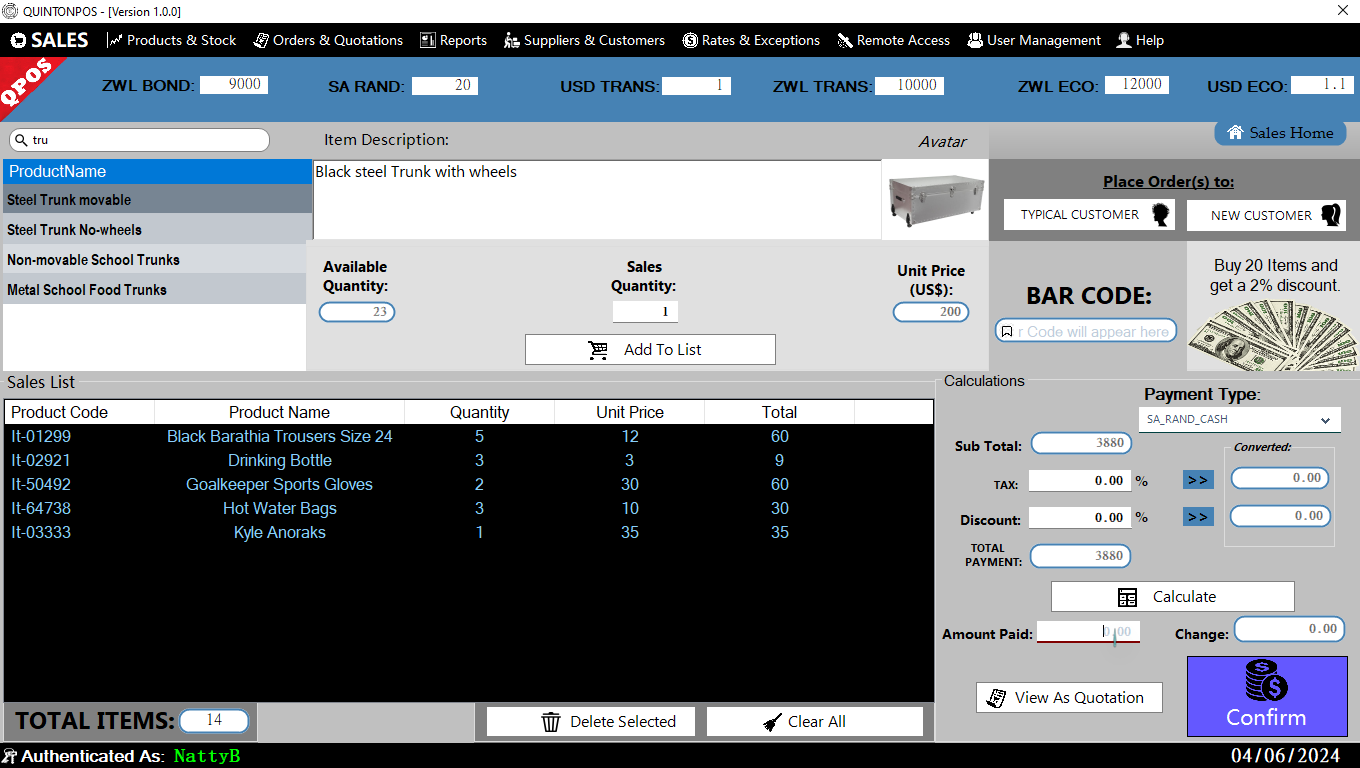 QUINTONPOS - [Version 1.0.0]
SALES Products & Stock Orders & Quotations Reports Suppliers & Customers Rates & Exceptions Remote Access User Management Help
QPOS
ZWL BOND: 9000 SA RAND: 20 USD TRANS: 1 ZWL TRANS: 10000 ZWL ECO: 12000 USD ECO: 1.1
tru
Item Description:
Avatar
Sales Home
ProductName
Steel Trunk movable
Steel Trunk No-wheels
Non-movable School Trunks
Metal School Food Trunks
Black steel Trunk with wheels
Place Order(s) to:
TYPICAL CUSTOMER NEW CUSTOMER
Available
Quantity:
23
Sales
Quantity:
1
Unit Price
(US$):
200
Add To List
BAR CODE:
r Code will appear here
Buy 20 Items and
get a 2% discount.
Sales List
Product Code Product Name Quantity Unit Price Total
It-01299 Black Barathia Trousers Size 24 5 12 60
It-02921 Drinking Bottle 3 3 9
It-50492 Goalkeeper Sports Gloves 2 30 60
It-64738 Hot Water Bags 3 10 30
It-03333 Kyle Anoraks 1 35 35
Calculations
Payment Type:
SA_RAND_CASH
Sub Total: 3880
Converted:
TAX: 0.00 % >> 0.00
Discount: 0.00 % >> 0.00
TOTAL
PAYMENT: 3880
Calculate
Amount Paid: 0.00 Change: 0.00
View As Quotation
Confirm
TOTAL ITEMS: 14
Delete Selected Clear All
Authenticated As: NattyB
04/06/2024